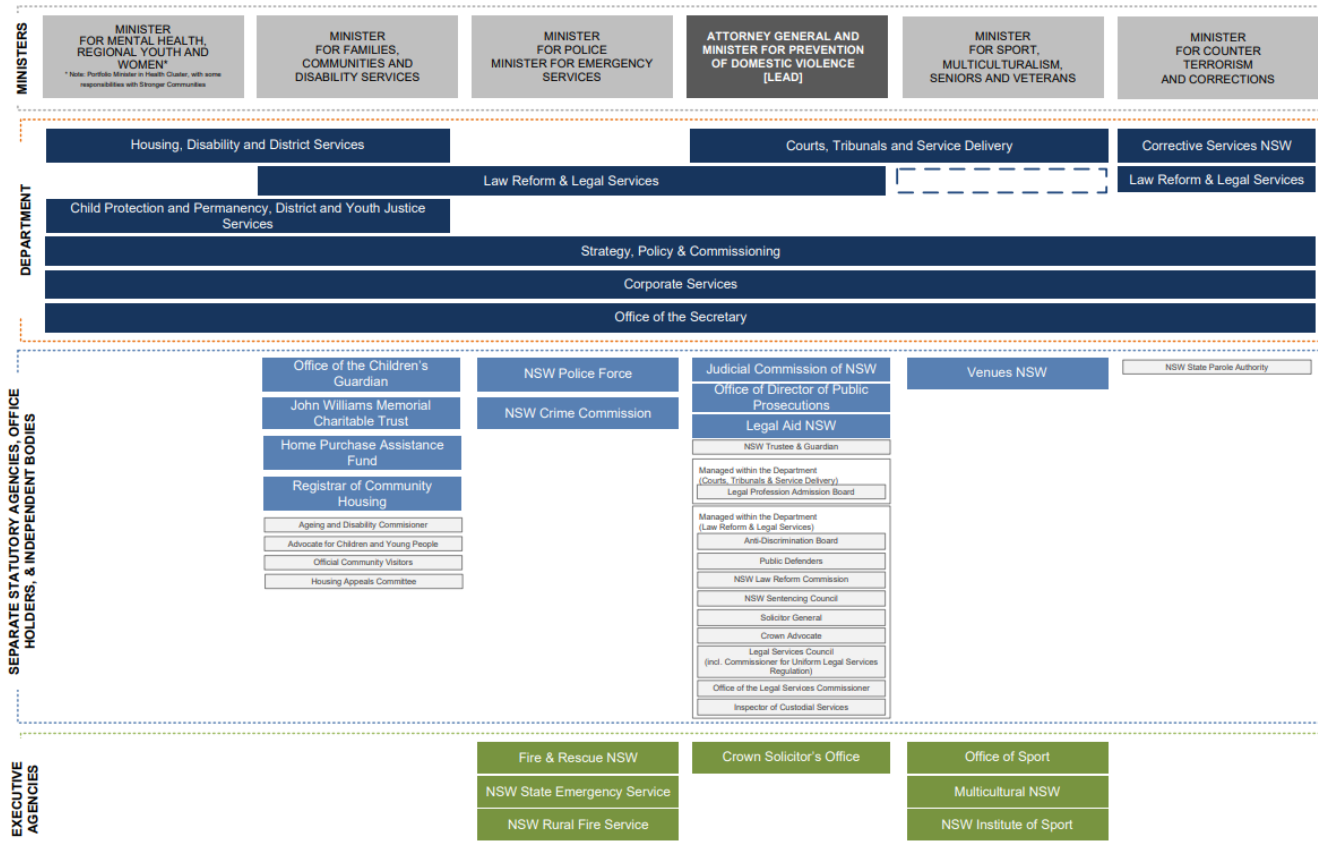 MINISTERS
MINISTER
FOR MENTAL HEALTH,
REGIONAL YOUTH AND
WOMEN*
* Note: Portfolio Minister in Health Cluster, with some
responsibilities with Stronger Communities
MINISTER
FOR FAMILIES,
COMMUNITIES AND
DISABILITY SERVICES
MINISTER
FOR POLICE
MINISTER FOR EMERGENCY
SERVICES
ATTORNEY GENERAL AND
MINISTER FOR PREVENTION
OF DOMESTIC VIOLENCE
[LEAD]
MINISTER
FOR SPORT,
MULTICULTURALISM,
SENIORS AND VETERANS
MINISTER
FOR COUNTER
TERRORISM
AND CORRECTIONS
DEPARTMENT
Housing, Disability and District Services
Courts, Tribunals and Service Delivery
Corrective Services NSW
Law Reform & Legal Services
Law Reform & Legal Services
Child Protection and Permanency, District and Youth Justice
Services
Strategy, Policy & Commissioning
Corporate Services
Office of the Secretary
SEPARATE STATUTORY AGENCIES, OFFICE
HOLDERS, & INDEPENDENT BODIES
Office of the Children's
Guardian
John Williams Memorial
Charitable Trust
Home Purchase Assistance
Fund
Registrar of Community
Housing
Ageing and Disability Commisioner
Advocate for Children and Young People
Official Community Visitors
Housing Appeals Committee
NSW Police Force
NSW Crime Commission
Judicial Commission of NSW
Office of Director of Public
Prosecutions
Legal Aid NSW
NSW Trustee & Guardian
Managed within the Department
(Courts, Tribunals & Service Delivery)
Legal Profession Admission Board
Managed within the Department
(Law Reform & Legal Services)
Anti-Discrimination Board
Public Defenders
NSW Law Reform Commission
NSW Sentencing Council
Solicitor General
Crown Advocate
Legal Services Council
(incl. Commissioner for Uniform Legal Services
Regulation)
Office of the Legal Services Commissioner
Inspector of Custodial Services
Venues NSW
NSW State Parole Authority
EXECUTIVE
AGENCIES
Fire & Rescue NSW
NSW State Emergency Service
NSW Rural Fire Service
Crown Solicitor's Office
Office of Sport
Multicultural NSW
NSW Institute of Sport